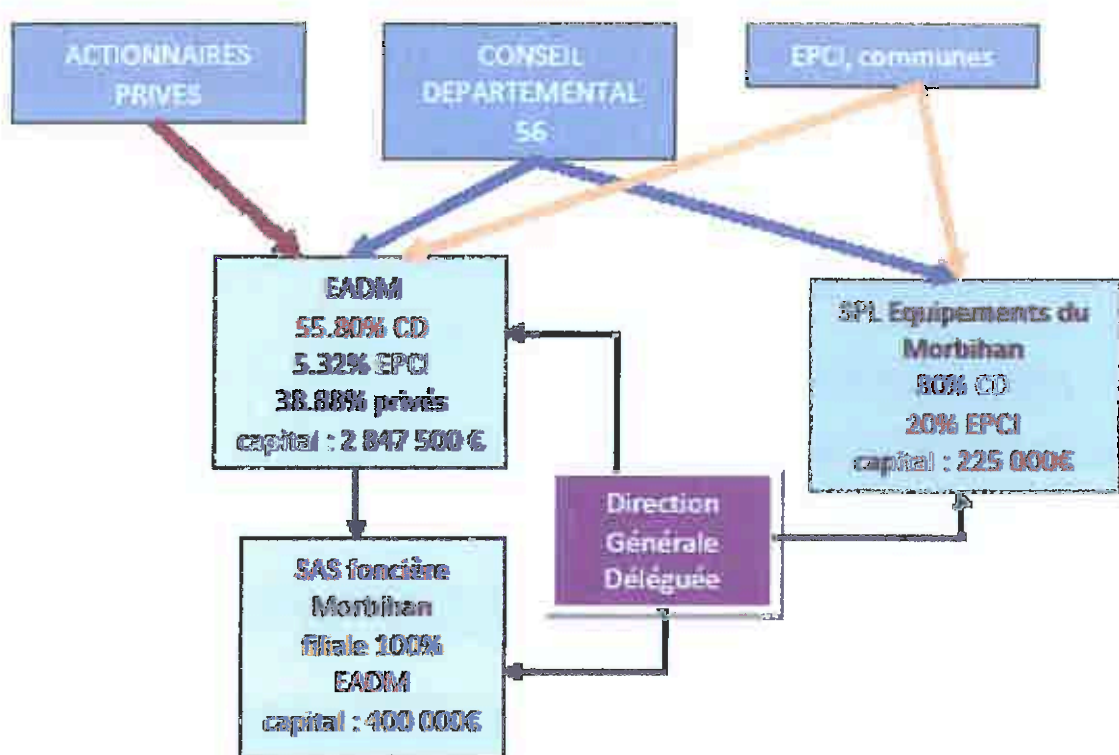 ACTIONNAIRES
PRIVES
CONSEIL
DEPARTEMENTAL
56
EPCI, communes
EADM
55.80% CD
5.32% EPCI
38.88% privés
capital : 2 847 500 €
SPL Equipements du
Morbihan
80% CD
20% EPCI
capital : 225 000€
Direction
Générale
Déléguée
SAS foncière
Morbihan
filiale 100%
EADM
capital : 400 000€